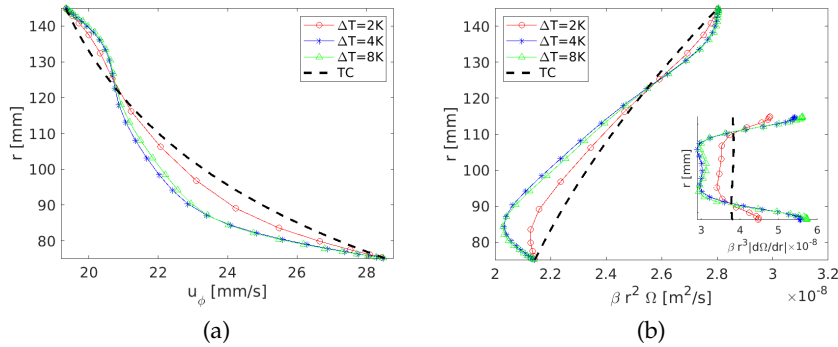 ΔT=2K
ΔT=4K
ΔT=8K
TC
r [mm]
140
130
120
110
100
90
80
20 22 24 26 28
u_ϕ [mm/s]
(a)
ΔT=2K
ΔT=4K
ΔT=8K
TC
r [mm]
140
130
120
110
100
90
80
2 2.2 2.4 2.6 2.8 3 3.2
×10⁻⁸
β r² Ω [m²/s]
r [mm]
3 4 5 6
β r³|dΩ/dr|×10⁻⁸
(b)